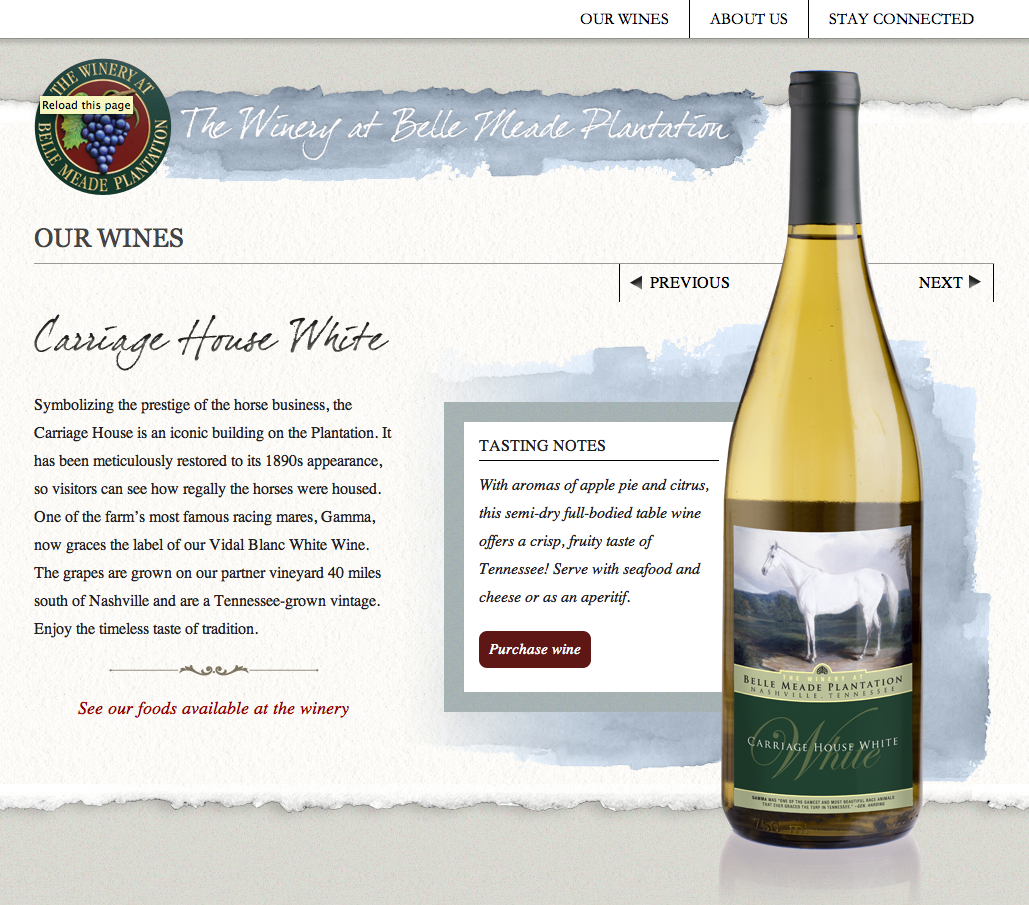 OUR WINES
ABOUT US
STAY CONNECTED
THE WINERY AT
BELLE MEADE PLANTATION
Reload this page
The Winery at Belle Meade Plantation
OUR WINES
PREVIOUS
NEXT
Carriage House White
Symbolizing the prestige of the horse business, the
Carriage House is an iconic building on the Plantation. It
has been meticulously restored to its 1890s appearance,
so visitors can see how regally the horses were housed.
One of the farm’s most famous racing mares, Gamma,
now graces the label of our Vidal Blanc White Wine.
The grapes are grown on our partner vineyard 40 miles
south of Nashville and are a Tennessee-grown vintage.
Enjoy the timeless taste of tradition.
See our foods available at the winery
TASTING NOTES
With aromas of apple pie and citrus,
this semi-dry full-bodied table wine
offers a crisp, fruity taste of
Tennessee! Serve with seafood and
cheese or as an aperitif.
Purchase wine
THE WINERY AT
BELLE MEADE PLANTATION
NASHVILLE, TENNESSEE
White
CARRIAGE HOUSE WHITE
GAMMA WAS "ONE OF THE GAMEST AND MOST BEAUTIFUL RACE ANIMALS
THAT EVER GRACED THE TURF IN TENNESSEE." -GEN. HARDING
750